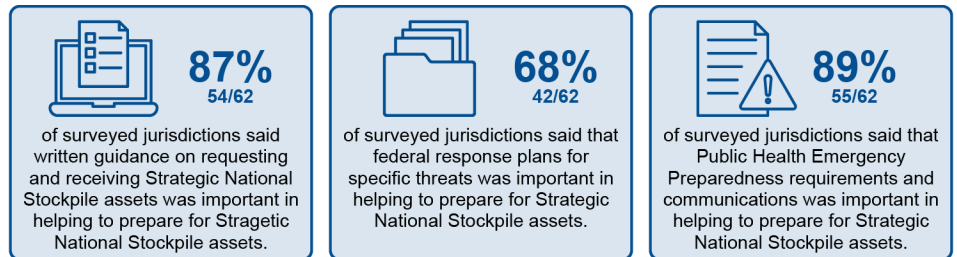 87%
54/62
of surveyed jurisdictions said
written guidance on requesting
and receiving Strategic National
Stockpile assets was important in
helping to prepare for Stragetic
National Stockpile assets.
68%
42/62
of surveyed jurisdictions said that
federal response plans for
specific threats was important in
helping to prepare for Strategic
National Stockpile assets.
89%
55/62
of surveyed jurisdictions said that
Public Health Emergency
Preparedness requirements and
communications was important in
helping to prepare for Strategic
National Stockpile assets.